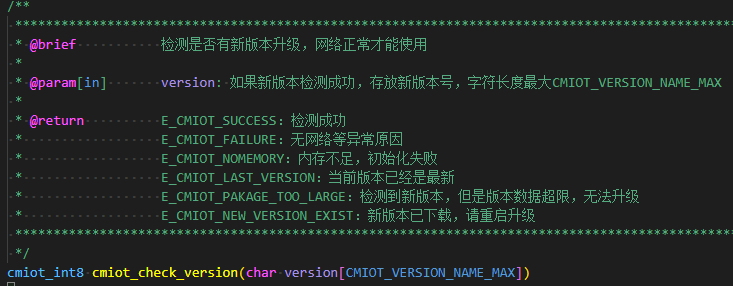 /**
**********************************************************************************************
* @brief 检测是否有新版本升级，网络正常才能使用
*
* @param[in] version: 如果新版本检测成功，存放新版本号，字符长度最大CMIOT_VERSION_NAME_MAX
*
* @return E_CMIOT_SUCCESS：检测成功
* E_CMIOT_FAILURE：无网络等异常原因
* E_CMIOT_NOMEMORY：内存不足，初始化失败
* E_CMIOT_LAST_VERSION：当前版本已经是最新
* E_CMIOT_PAKAGE_TOO_LARGE：检测到新版本，但是版本数据超限，无法升级
* E_CMIOT_NEW_VERSION_EXIST：新版本已下载，请重启升级
**********************************************************************************************
*/
cmiot_int8 cmiot_check_version(char version[CMIOT_VERSION_NAME_MAX])